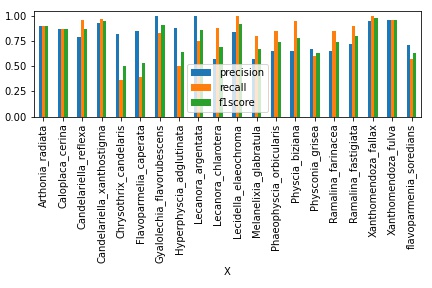 1.00
0.75
0.50
0.25
0.00
precision
recall
f1score
Arthonia_radiata
Caloplaca_cerina
Candelariella_reflexa
Candelariella_xanthostigma
Chrysothrix_candelaris
Flavoparmelia_caperata
Gyalolechia_flavorubescens
Hyperphyscia_adglutinata
Lecanora_argentata
Lecanora_chlarotera
Lecidella_elaeochroma
Melanelixia_glabratula
Phaeophyscia_orbicularis
Physcia_biziana
Physconia_grisea
Ramalina_farinacea
Ramalina_fastigiata
Xanthomendoza_fallax
Xanthomendoza_fulva
flavoparmenia_soredians
X